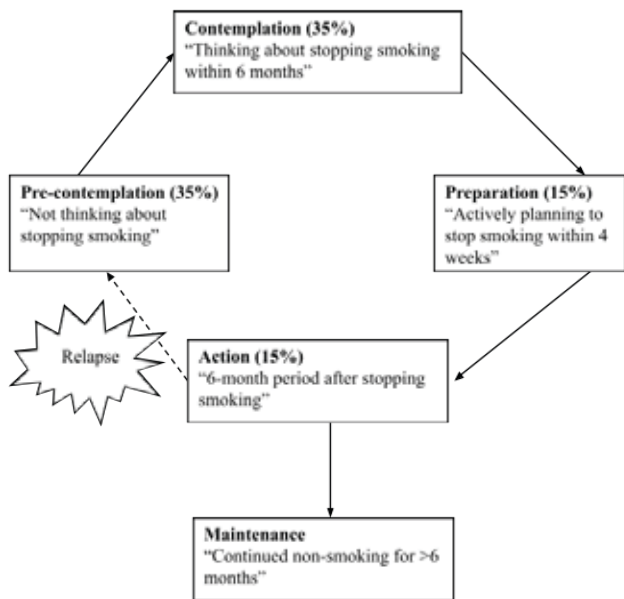 Contemplation (35%)
“Thinking about stopping smoking
within 6 months”
Pre-contemplation (35%)
“Not thinking about
stopping smoking”
Preparation (15%)
“Actively planning to
stop smoking within 4
weeks”
Relapse
Action (15%)
“6-month period after stopping
smoking”
Maintenance
“Continued non-smoking for >6
months”